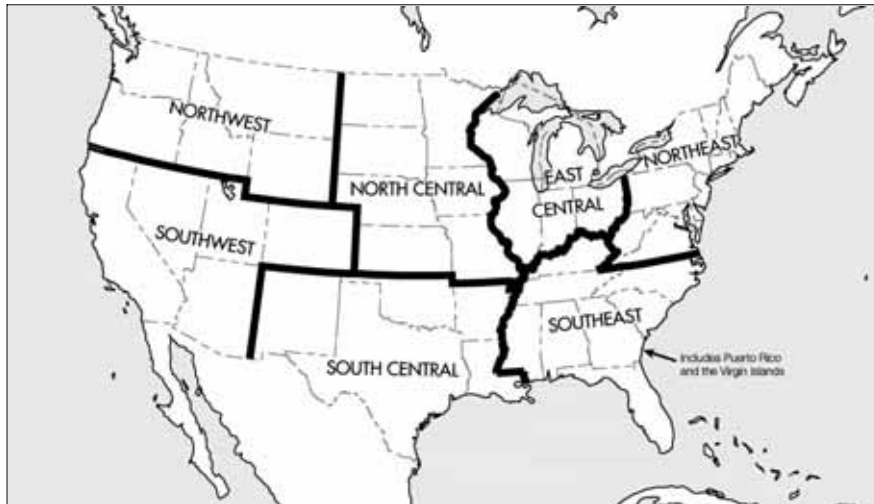 NORTHWEST
NORTHEAST
EAST
NORTH CENTRAL
CENTRAL
SOUTHWEST
SOUTHEAST
Includes Puerto Rico
and the Virgin Islands
SOUTH CENTRAL